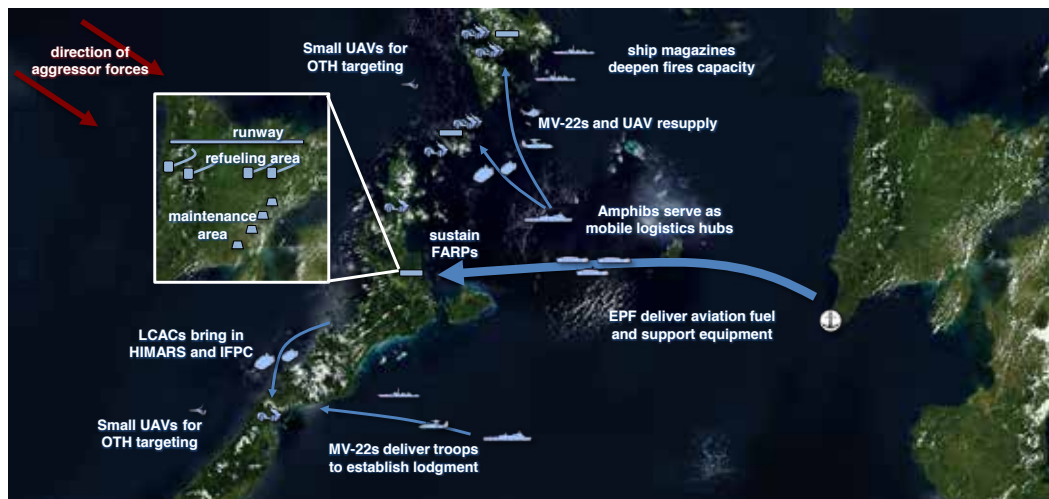 direction of
aggressor forces
Small UAVs for
OTH targeting
ship magazines
deepen fires capacity
MV-22s and UAV resupply
runway
refueling area
maintenance
area
sustain
FARPs
Amphibs serve as
mobile logistics hubs
EPF deliver aviation fuel
and support equipment
LCACs bring in
HIMARS and IFPC
Small UAVs for
OTH targeting
MV-22s deliver troops
to establish lodgment